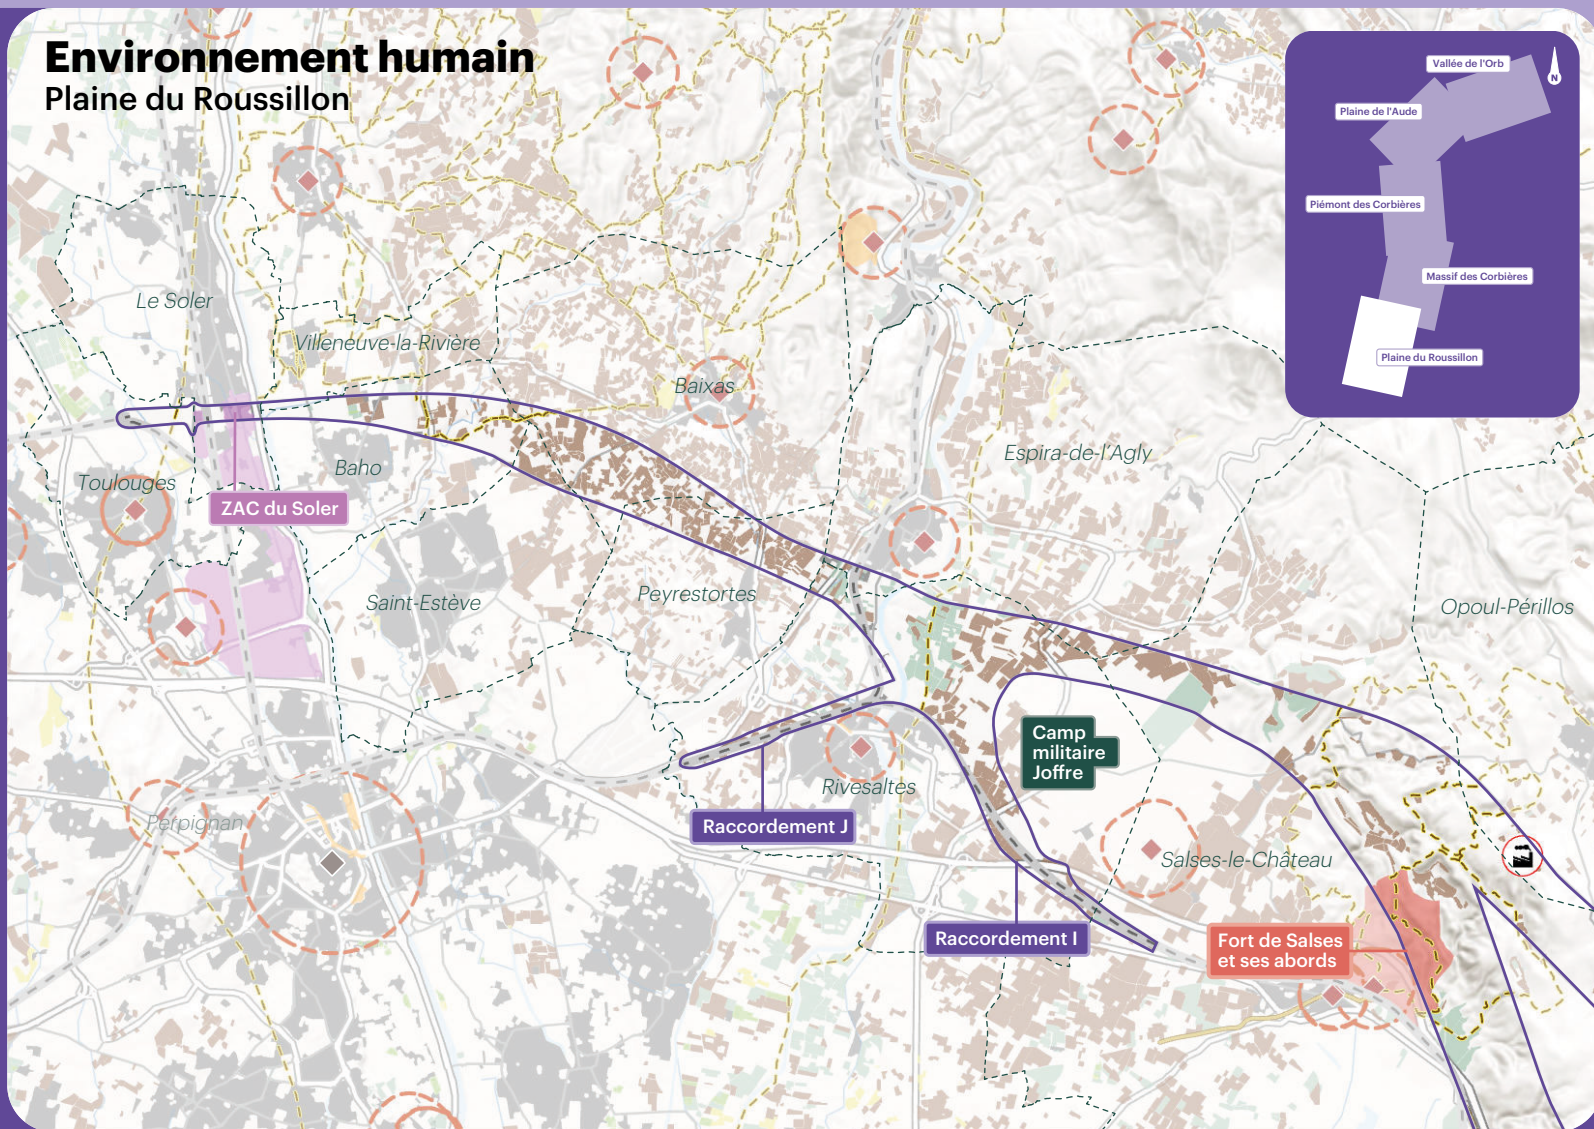 Environnement humain
Plaine du Roussillon
Vallée de l'Orb
N
Plaine de l'Aude
Piémont des Corbières
Massif des Corbières
Plaine du Roussillon
Le Soler
Villeneuve-la-Rivière
Baixas
Espira-de-l'Agly
Toulouges
Baho
ZAC du Soler
Saint-Estève
Peyrestortes
Opoul-Périllos
Camp
militaire
Joffre
Rivesaltes
Perpignan
Raccordement J
Salses-le-Château
Raccordement I
Fort de Salses
et ses abords